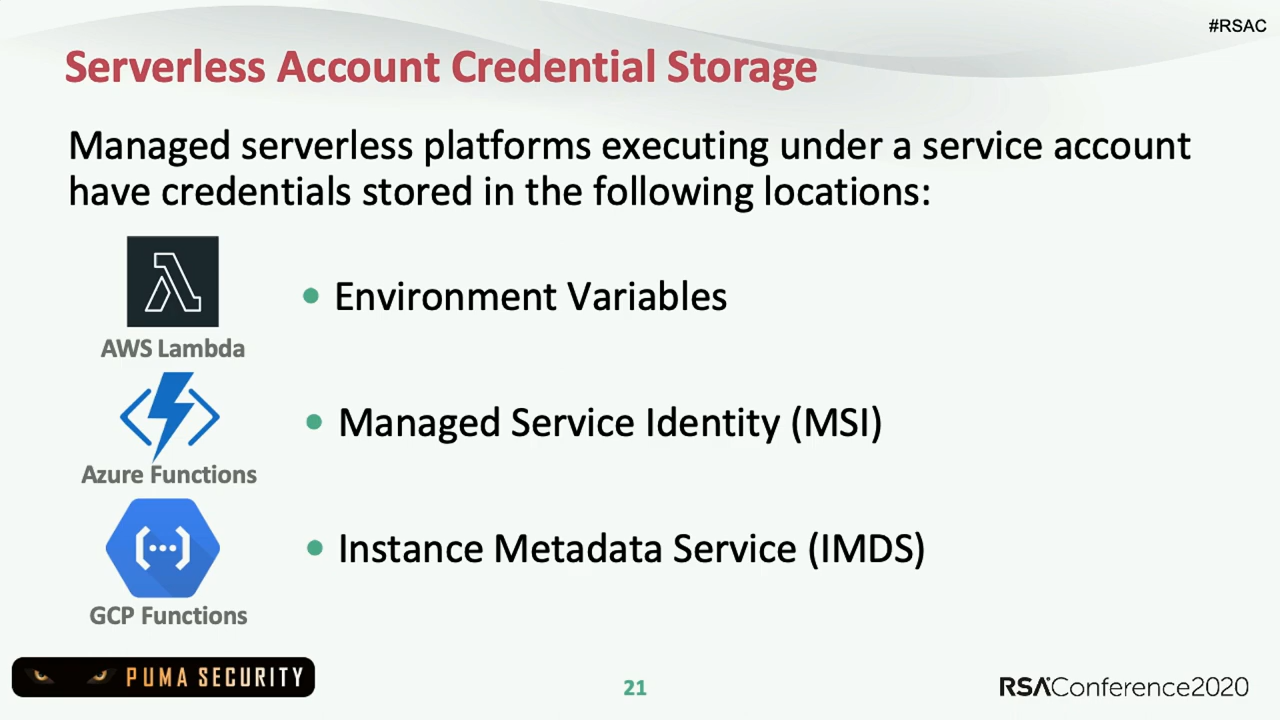 #RSAC
Serverless Account Credential Storage
Managed serverless platforms executing under a service account
have credentials stored in the following locations:
AWS Lambda
• Environment Variables
Azure Functions
• Managed Service Identity (MSI)
GCP Functions
• Instance Metadata Service (IMDS)
PUMA SECURITY
21
RSAConference2020